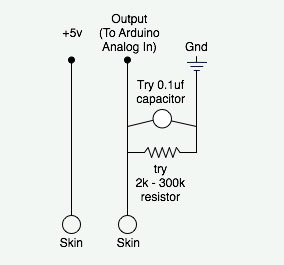 +5v
Output
(To Arduino
Analog In)
Gnd
Try 0.1uf
capacitor
try
2k - 300k
resistor
Skin
Skin